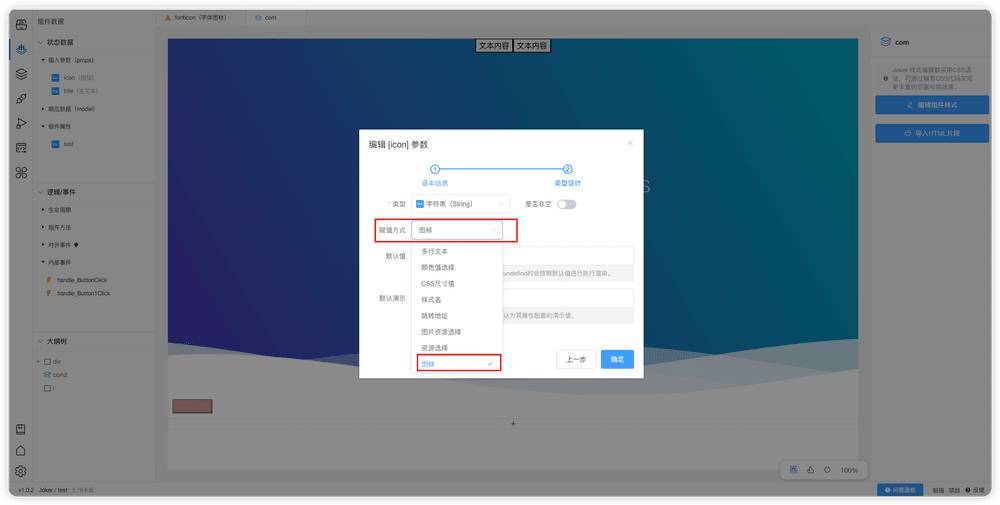 组件数据
fonticon（字体图标）
com
状态数据
输入参数（props）
icon（图标）
title（主文本）
响应数据（model）
组件属性
test
逻辑/事件
生命周期
组件方法
对外事件
内部事件
handle_ButtonClick
handle_Button1Click
大纲树
div
com2
i
文本内容 文本内容
S
编辑 [icon] 参数
1 2
基本信息 类型设计
* 类型 字符串（String） 是否非空
赋值方式 图标
多行文本
颜色值选择
CSS尺寸值
样式名
跳转地址
图片资源选择
资源选择
图标
默认值
undefind时会按照默认值进行执行渲染。
默认演示
认为其属性配置的演示值。
上一步 确定
com
Joker 样式编辑就采用CSS语
法，可通过编写CSS代码实现
更丰富的页面布局效果。
编辑组件样式
导入HTML片段
100%
v1.0.2 Joker / test
问题面板
前端 项目 反馈